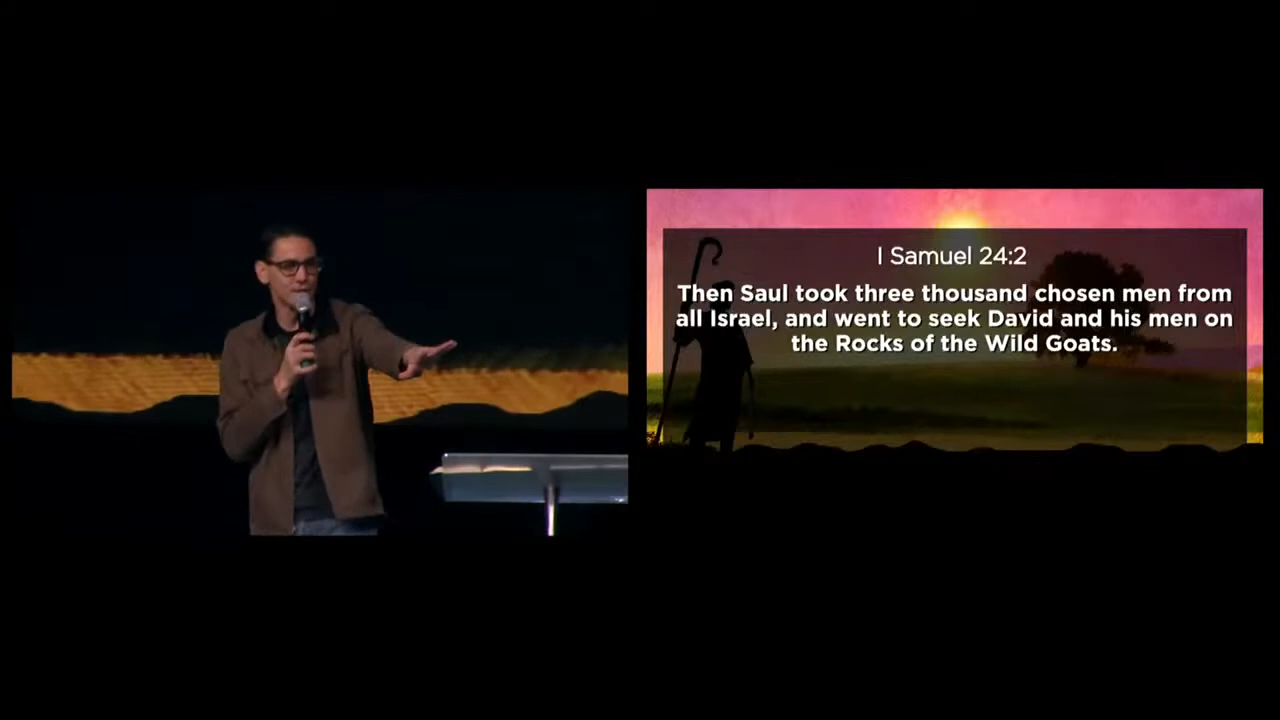 I Samuel 24:2
Then Saul took three thousand chosen men from
all Israel, and went to seek David and his men on
the Rocks of the Wild Goats.